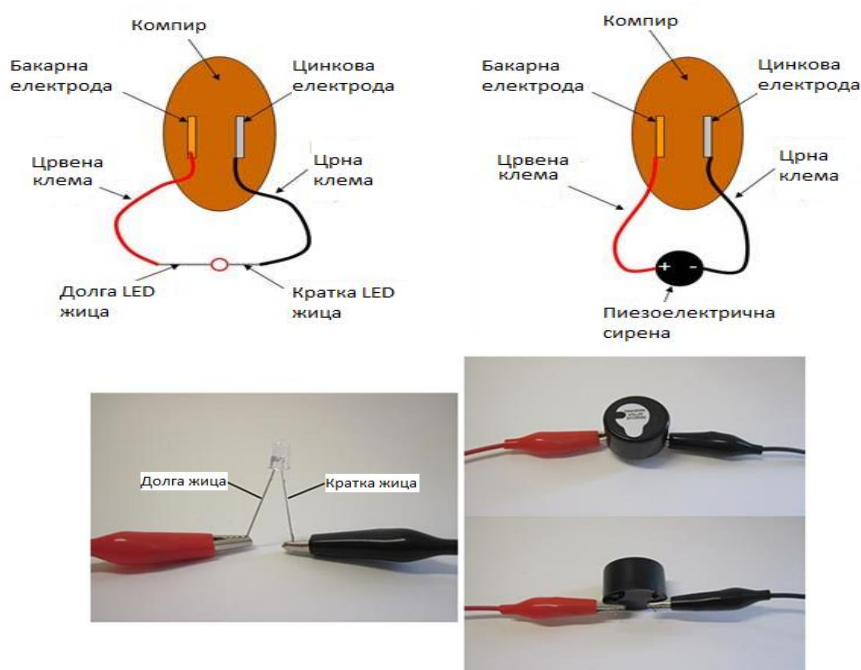 Компир
Бакарна
електрода
Цинкова
електрода
Црвена
клема
Црна
клема
Долга LED
жица
Кратка LED
жица
Компир
Бакарна
електрода
Цинкова
електрода
Црвена
клема
Црна
клема
+ -
Пиезоелектрична
сирена
Долга жица
Кратка жица